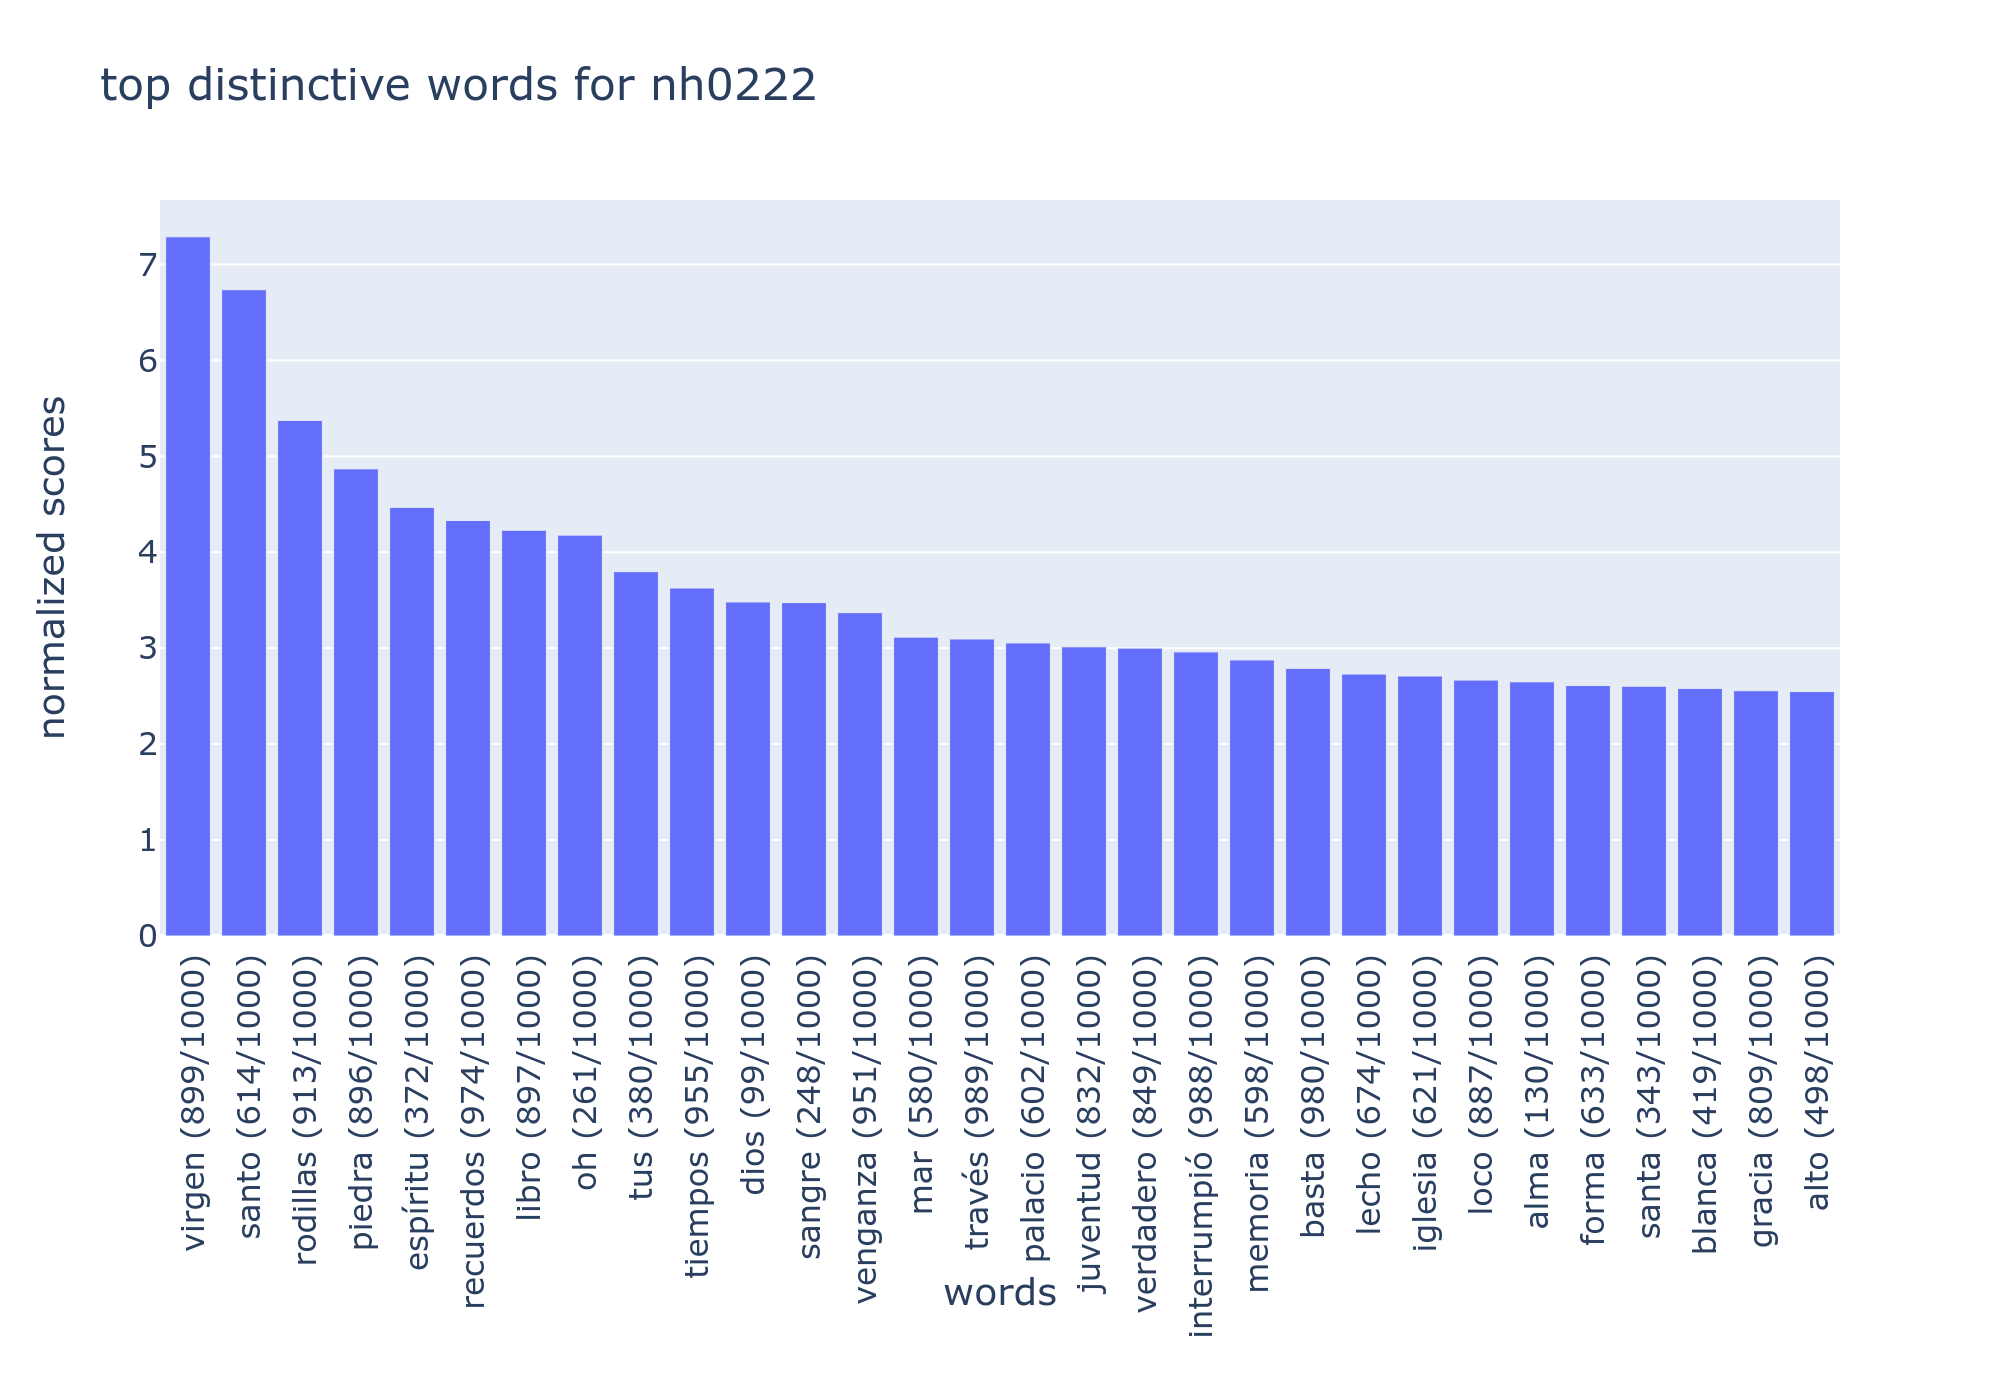 top distinctive words for nh0222
normalized scores
7
6
5
4
3
2
1
0
virgen (899/1000)
santo (614/1000)
rodillas (913/1000)
piedra (896/1000)
espíritu (372/1000)
recuerdos (974/1000)
libro (897/1000)
oh (261/1000)
tus (380/1000)
tiempos (955/1000)
dios (99/1000)
sangre (248/1000)
venganza (951/1000)
mar (580/1000)
través (989/1000)
palacio (602/1000)
juventud (832/1000)
verdadero (849/1000)
interrumpió (988/1000)
memoria (598/1000)
basta (980/1000)
lecho (674/1000)
iglesia (621/1000)
loco (887/1000)
alma (130/1000)
forma (633/1000)
santa (343/1000)
blanca (419/1000)
gracia (809/1000)
alto (498/1000)
words